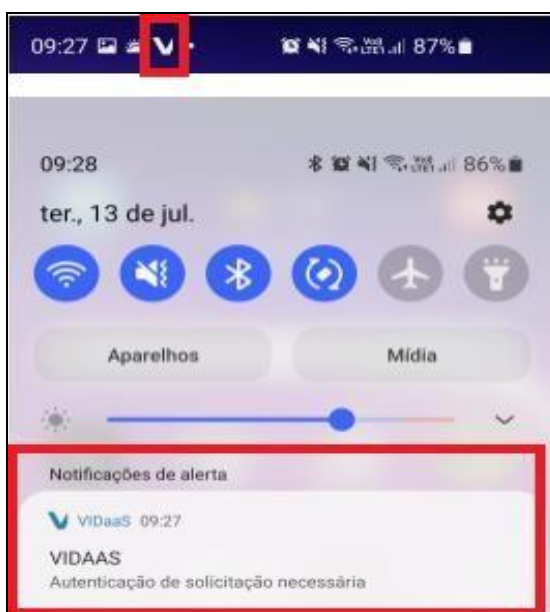 09:27 87%
09:28 86%
ter., 13 de jul.
Aparelhos Mídia
Notificações de alerta
VIDaaS 09:27
VIDAAS
Autenticação de solicitação necessária